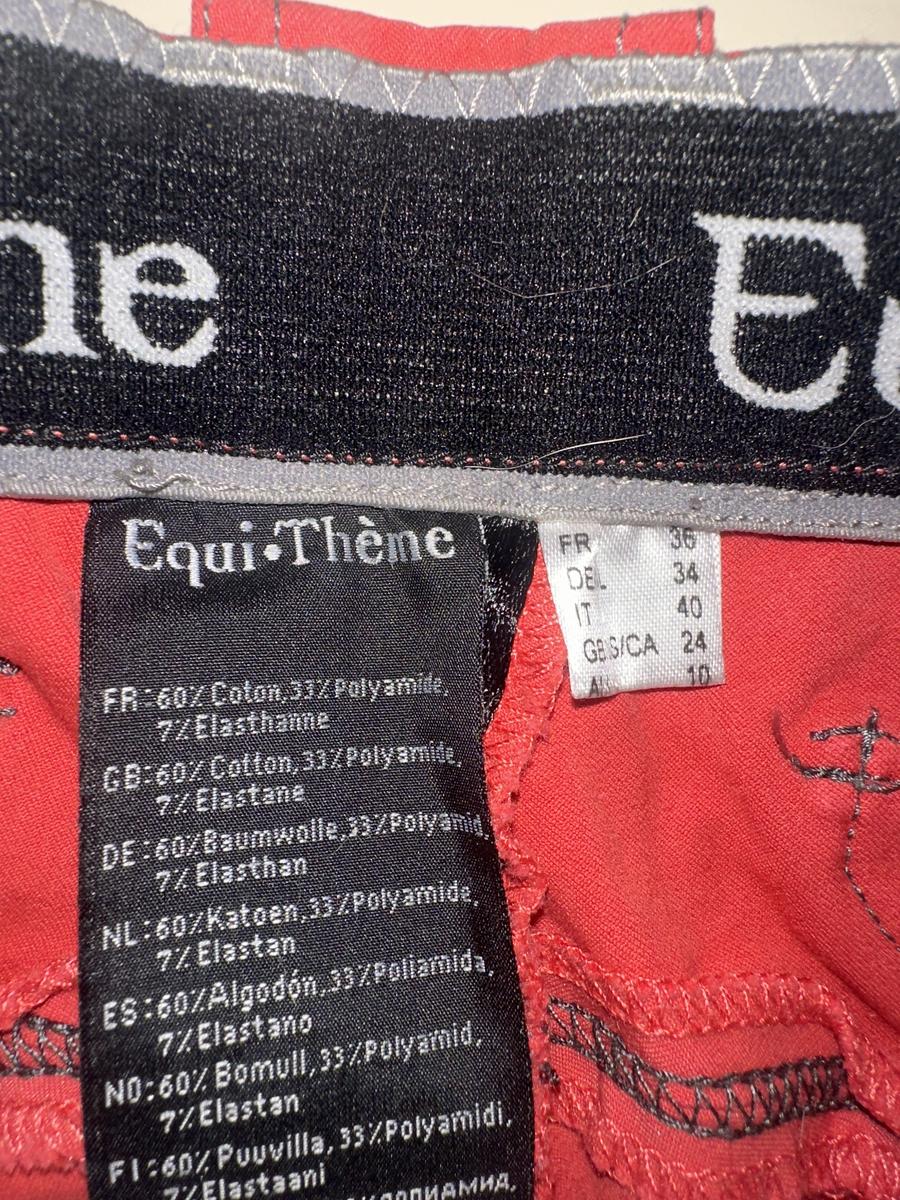 ne
E
Equi•Thème
FR:60%Coton,33%Polyamide,
7%Elasthanne
GB:60%Cotton,33%Polyamide,
7%Elastane
DE:60%Baumwolle,33%Polyamid,
7%Elasthan
NL:60%Katoen,33%Polyamide,
7%Elastan
ES:60%Algodón,33%Poliamida,
7%Elastano
NO:60%Bomull,33%Polyamid,
7%Elastan
FI:60%Puuvilla,33%Polyamidi,
7%Elastaani
FR 36
DE 34
IT 40
GB S/CA 24
10